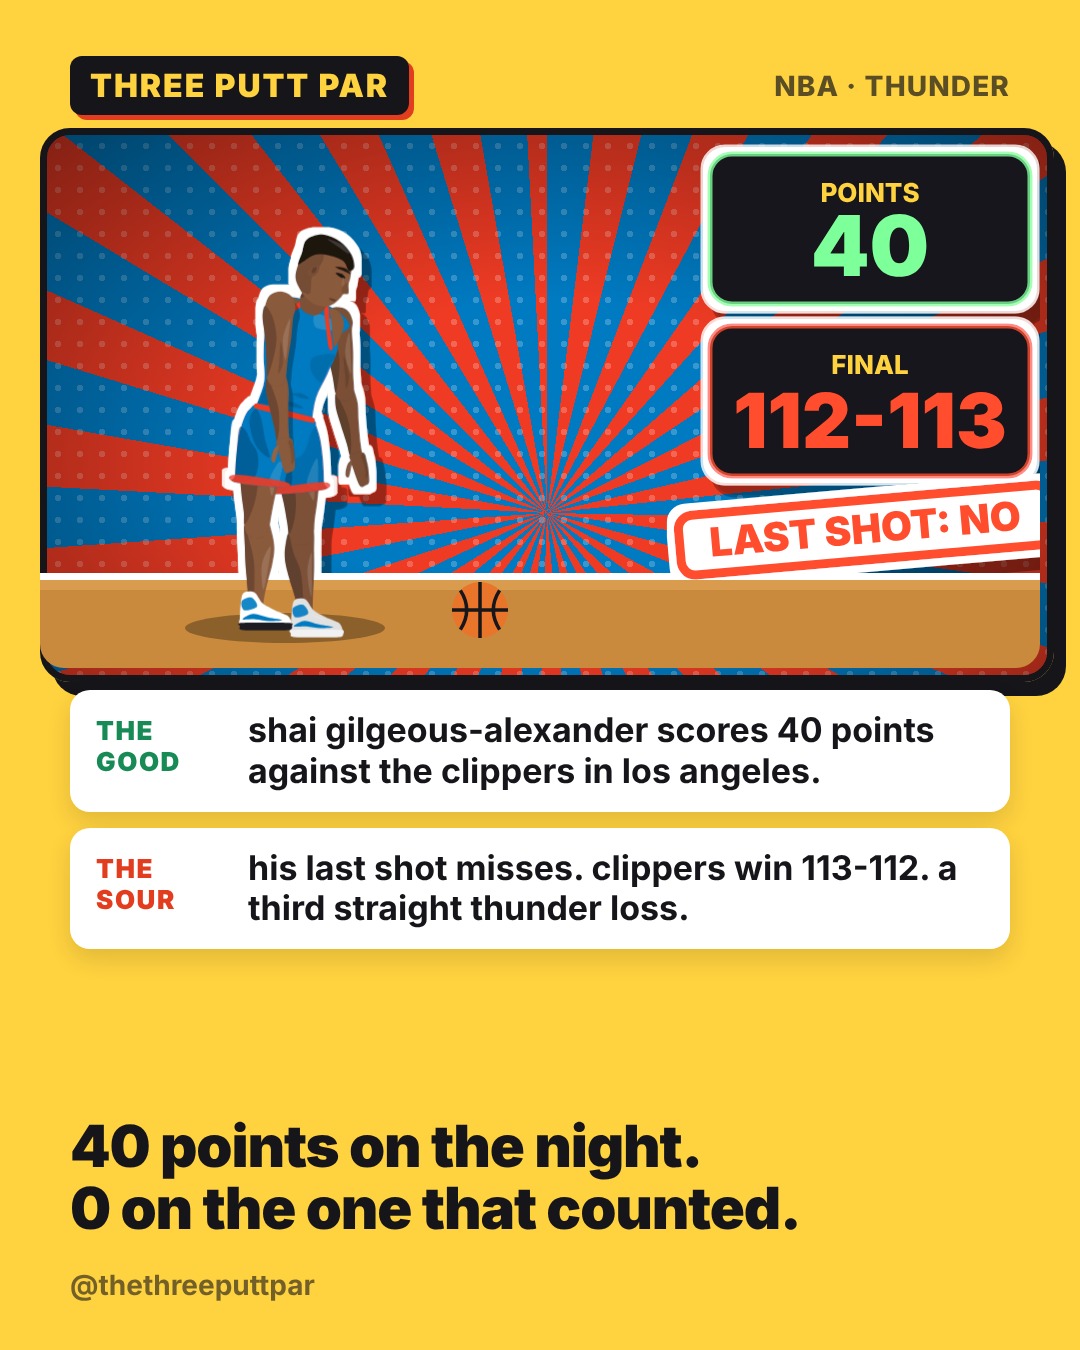 THREE PUTT PAR
NBA · THUNDER
POINTS
40
FINAL
112-113
LAST SHOT: NO
THE
GOOD
shai gilgeous-alexander scores 40 points
against the clippers in los angeles.
THE
SOUR
his last shot misses. clippers win 113-112. a
third straight thunder loss.
40 points on the night.
0 on the one that counted.
@thethreeputtpar